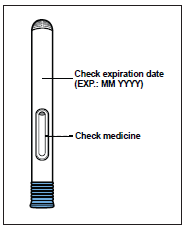 Check expiration date
(EXP.: MM YYYY)
Check medicine